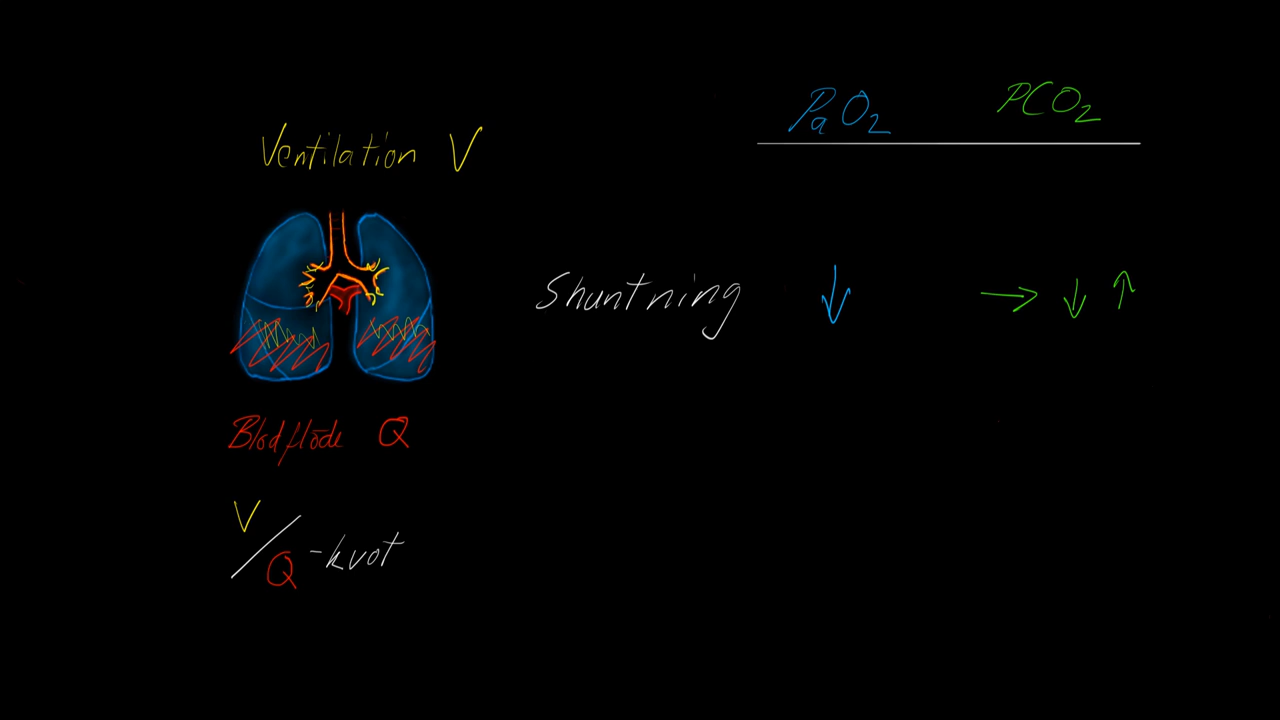 PaO2 PCO2
Ventilation V
Shuntning ↓ → ↓ ↑
Blodflöde Q
V/Q-kvot